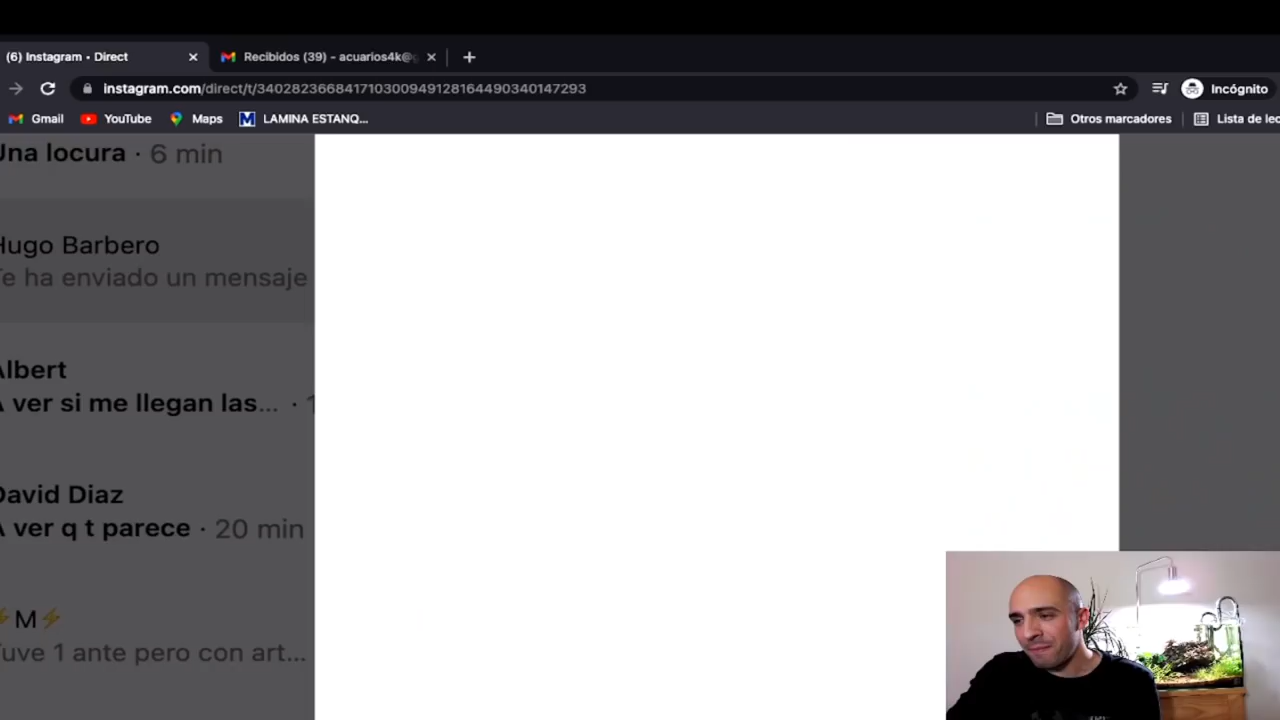 (6) Instagram • Direct
Recibidos (39) - acuarios4k@
instagram.com/direct/t/340282366841710300949128164490340147293
Incógnito
Gmail
YouTube
Maps
LAMINA ESTANQ...
Otros marcadores
Lista de lec
Una locura · 6 min
Hugo Barbero
Te ha enviado un mensaje
Albert
A ver si me llegan las... · 1
David Diaz
A ver q t parece · 20 min
⚡M⚡
Tuve 1 ante pero con art...